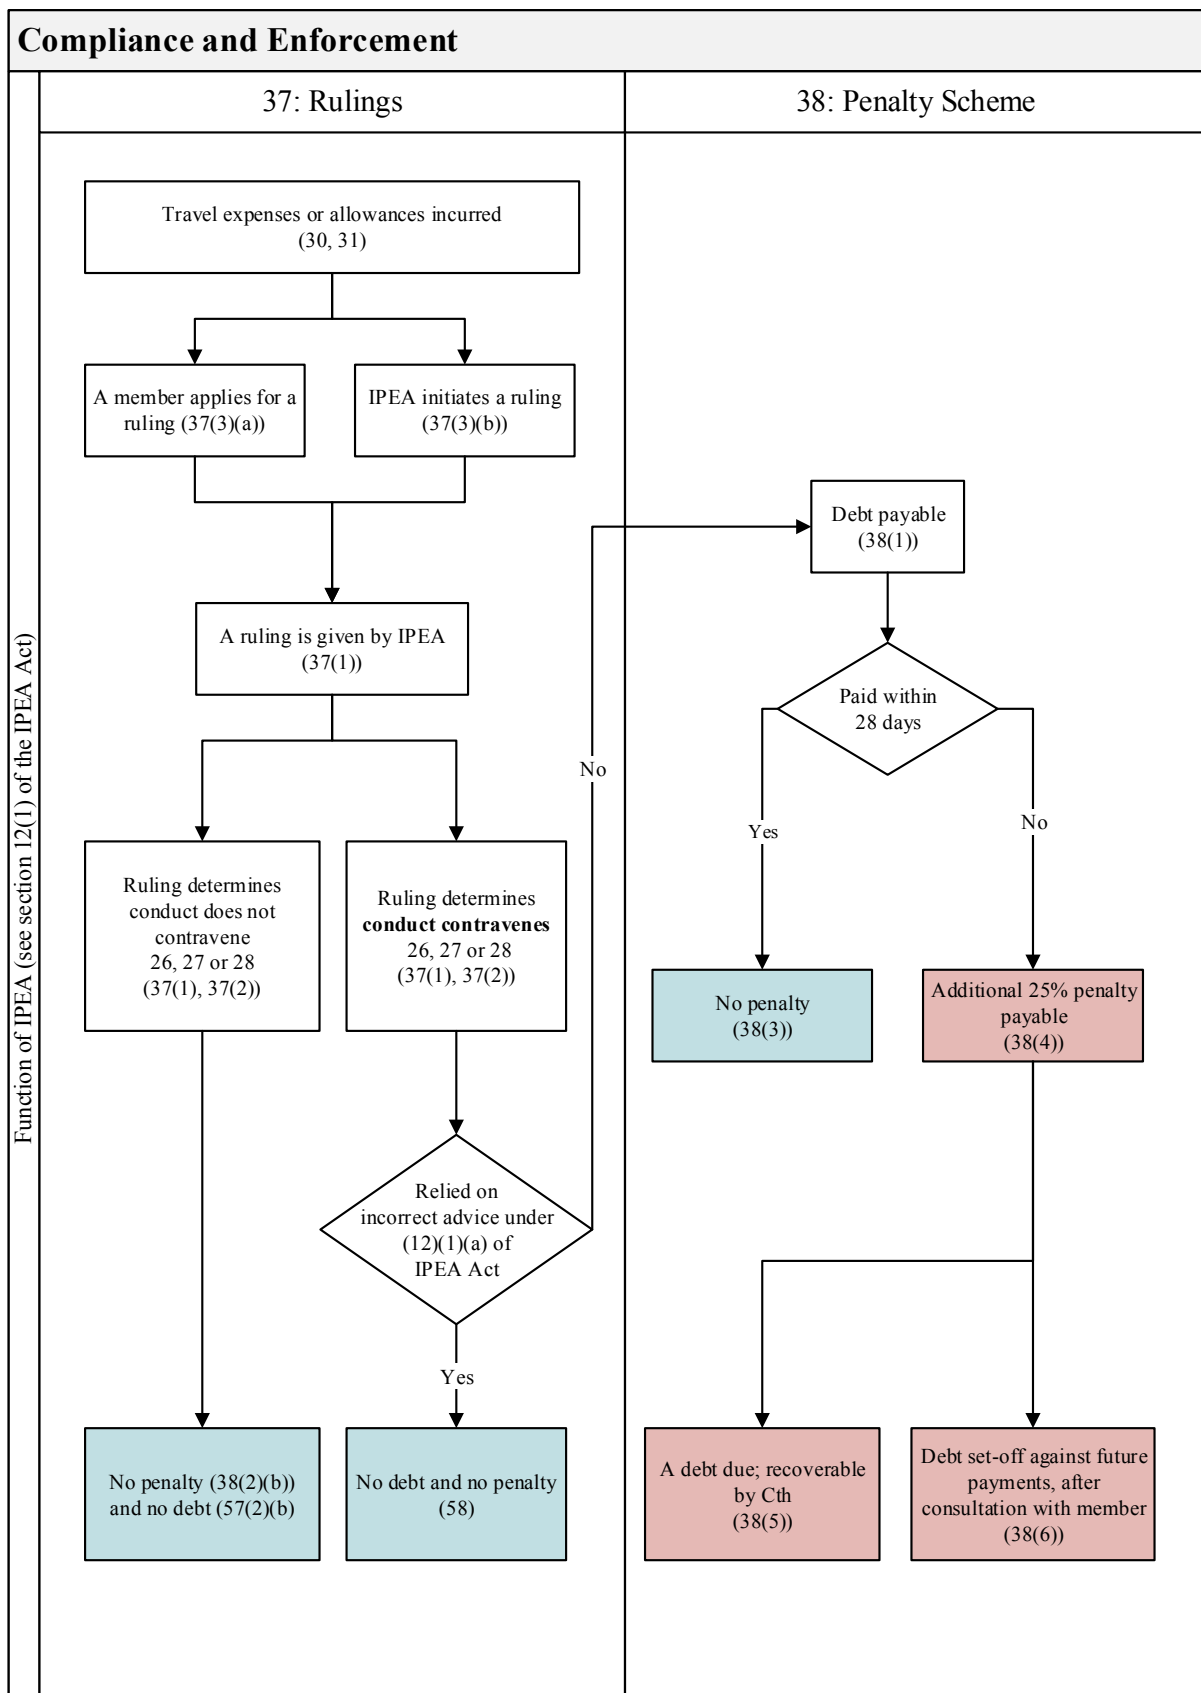 Compliance and Enforcement
Function of IPEA (see section 12(1) of the IPEA Act)
37: Rulings
38: Penalty Scheme
Travel expenses or allowances incurred
(30, 31)
A member applies for a
ruling (37(3)(a))
IPEA initiates a ruling
(37(3)(b))
A ruling is given by IPEA
(37(1))
Ruling determines
conduct does not
contravene
26, 27 or 28
(37(1), 37(2))
Ruling determines
conduct contravenes
26, 27 or 28
(37(1), 37(2))
Relied on
incorrect advice under
(12)(1)(a) of
IPEA Act
No
Yes
No penalty (38(2)(b))
and no debt (57(2)(b)
No debt and no penalty
(58)
Debt payable
(38(1))
Paid within
28 days
Yes
No
No penalty
(38(3))
Additional 25% penalty
payable
(38(4))
A debt due; recoverable
by Cth
(38(5))
Debt set-off against future
payments, after
consultation with member
(38(6))